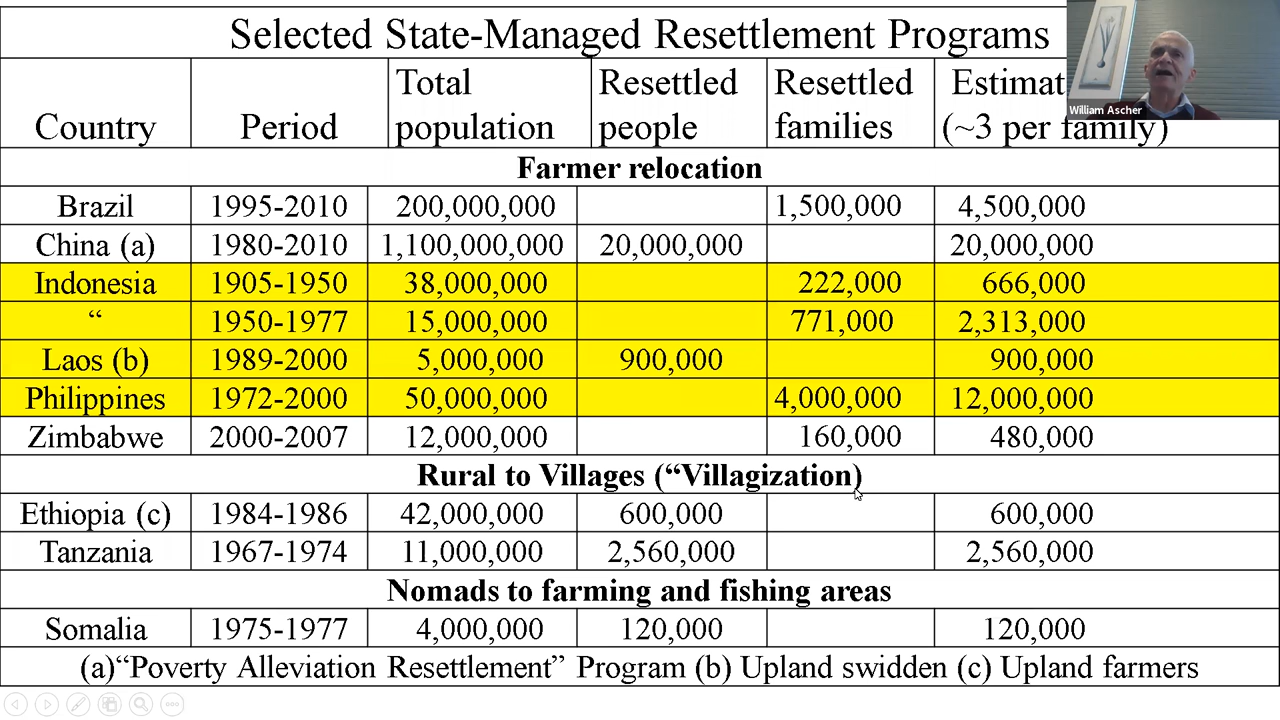 Selected State-Managed Resettlement Programs
William Ascher
Country Period Total population Resettled people Resettled families Estimat (~3 per family)
Farmer relocation
Brazil 1995-2010 200,000,000 1,500,000 4,500,000
China (a) 1980-2010 1,100,000,000 20,000,000 20,000,000
Indonesia 1905-1950 38,000,000 222,000 666,000
“ 1950-1977 15,000,000 771,000 2,313,000
Laos (b) 1989-2000 5,000,000 900,000 900,000
Philippines 1972-2000 50,000,000 4,000,000 12,000,000
Zimbabwe 2000-2007 12,000,000 160,000 480,000
Rural to Villages (“Villagization)
Ethiopia (c) 1984-1986 42,000,000 600,000 600,000
Tanzania 1967-1974 11,000,000 2,560,000 2,560,000
Nomads to farming and fishing areas
Somalia 1975-1977 4,000,000 120,000 120,000
(a)“Poverty Alleviation Resettlement” Program (b) Upland swidden (c) Upland farmers